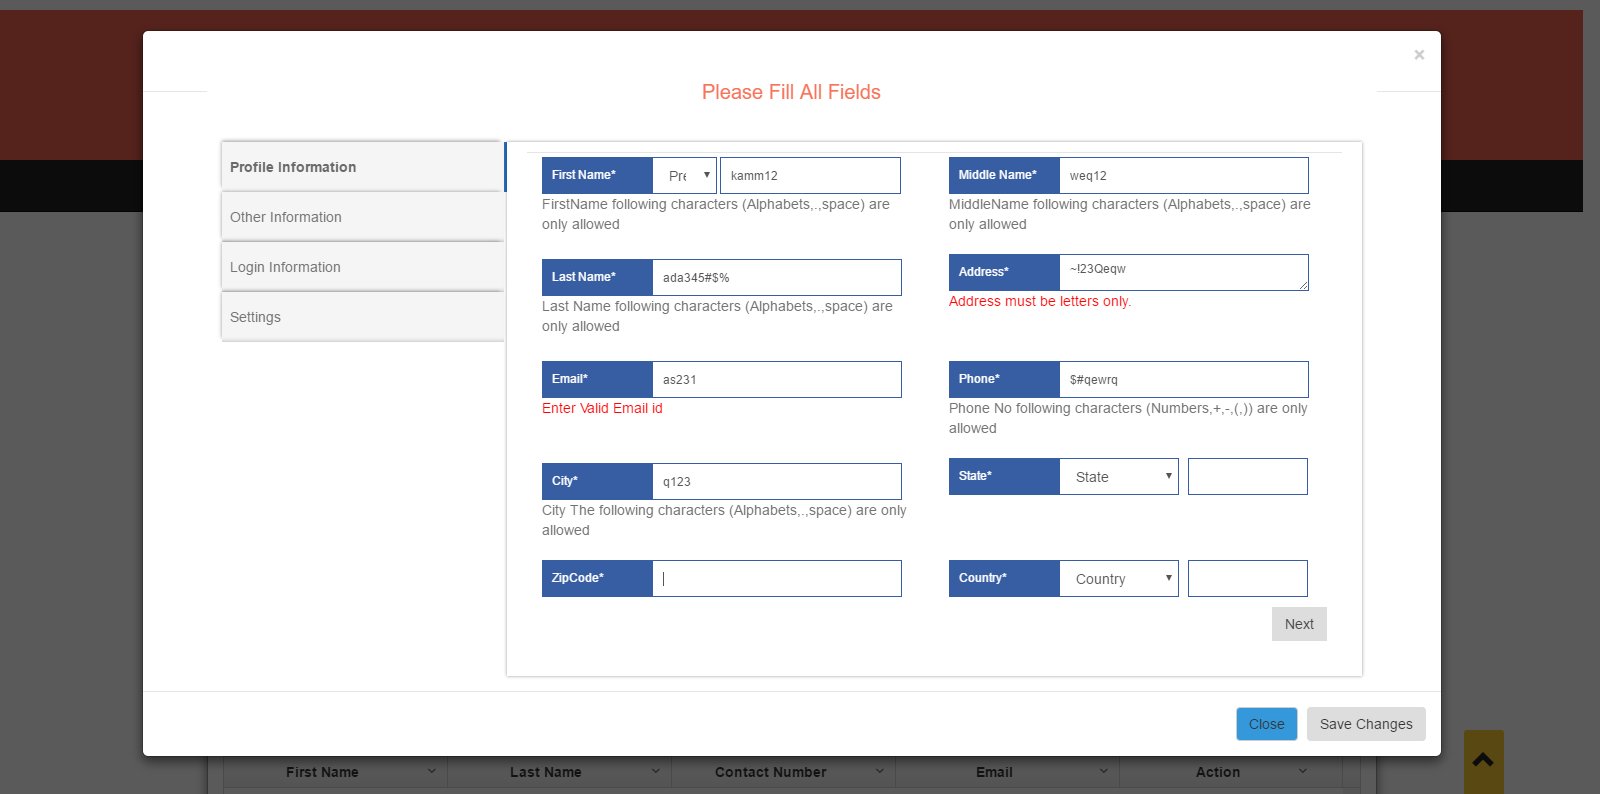 ×
Please Fill All Fields
Profile Information
Other Information
Login Information
Settings
First Name* Pre kamm12
FirstName following characters (Alphabets,.,space) are
only allowed
Middle Name* weq12
MiddleName following characters (Alphabets,.,space) are
only allowed
Last Name* ada345#$%
Last Name following characters (Alphabets,.,space) are
only allowed
Address* ~!23Qeqw
Address must be letters only.
Email* as231
Enter Valid Email id
Phone* $#qewrq
Phone No following characters (Numbers,+,-,(,)) are only
allowed
City* q123
City The following characters (Alphabets,.,space) are only
allowed
State* State
ZipCode*
Country* Country
Next
Close Save Changes
First Name Last Name Contact Number Email Action